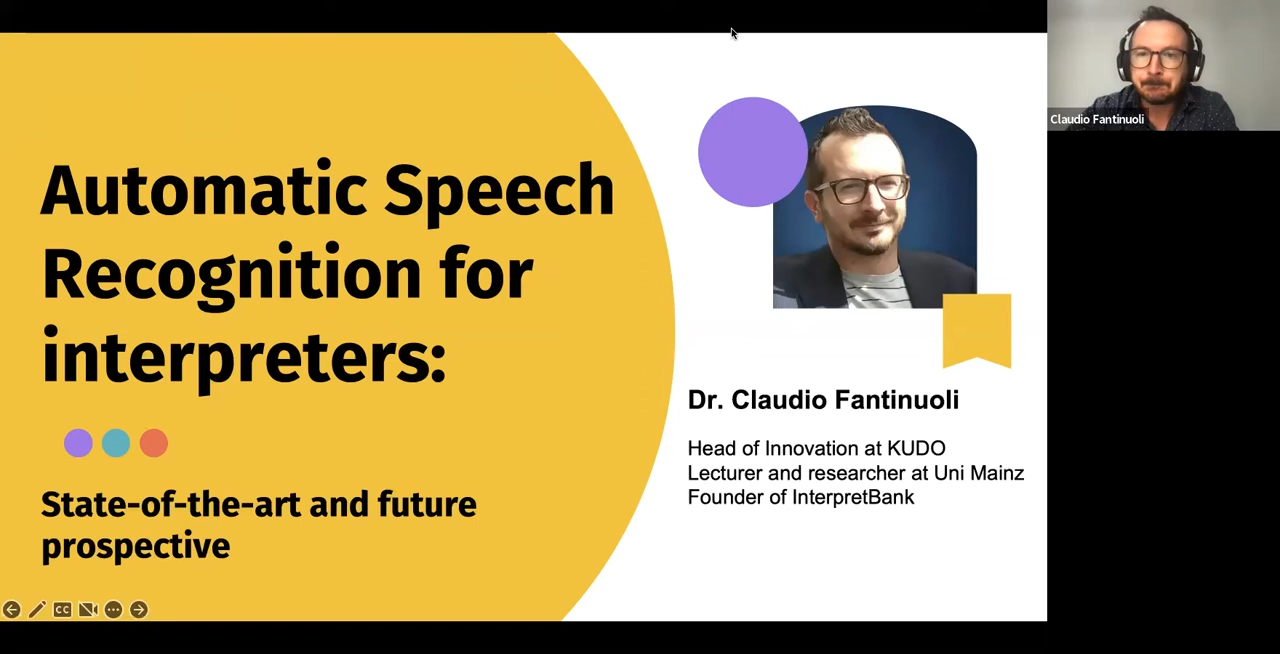 Automatic Speech
Recognition for
interpreters:
State-of-the-art and future
prospective
Dr. Claudio Fantinuoli
Head of Innovation at KUDO
Lecturer and researcher at Uni Mainz
Founder of InterpretBank
Claudio Fantinuoli
CC